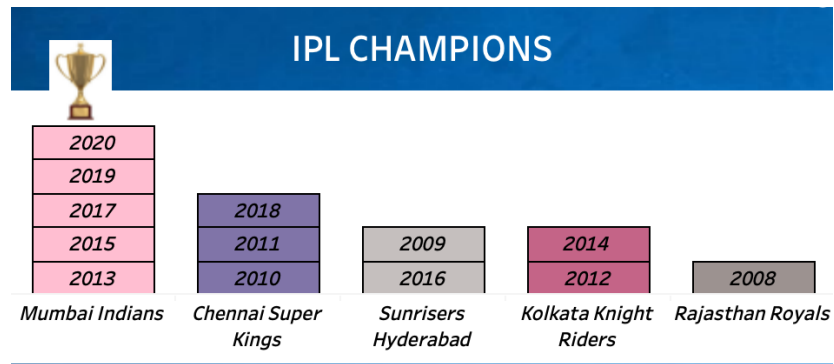 IPL CHAMPIONS
2020
2019
2017
2015
2013
2018
2011
2010
2009
2016
2014
2012
2008
Mumbai Indians
Chennai Super
Kings
Sunrisers
Hyderabad
Kolkata Knight
Riders
Rajasthan Royals